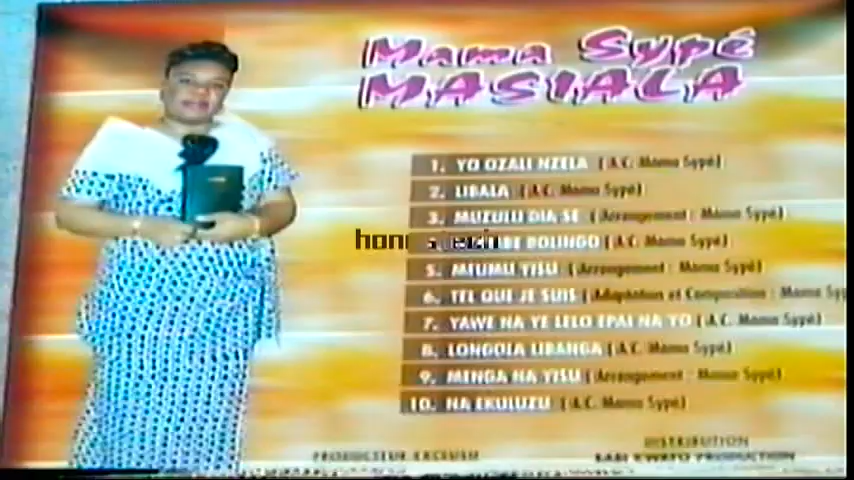 Mama Sypé
MASIALA
1. YO OZALI NZELA (A.C. Mama Sypé)
2. LIBALA (A.C. Mama Sypé)
3. MUZULU DIA SE (Arrangement : Mama Sypé)
BOLINGO (A.C. Mama Sypé)
5. MFUMU YISU (Arrangement : Mama Sypé)
6. TEL QUE JE SUIS (Adaptation et Composition : Mama Sy
7. YAWE NA YE LELO EPAI NA YO (A.C. Mama Sypé)
8. LONGOLA LIBANGA (A.C. Mama Sypé)
9. MENGA NA YISU (Arrangement : Mama Sypé)
10. NA EKULUZU (A.C. Mama Sypé)
PRODUCTEUR EXCLUSIF
DISTRIBUTION
PRODUCTION